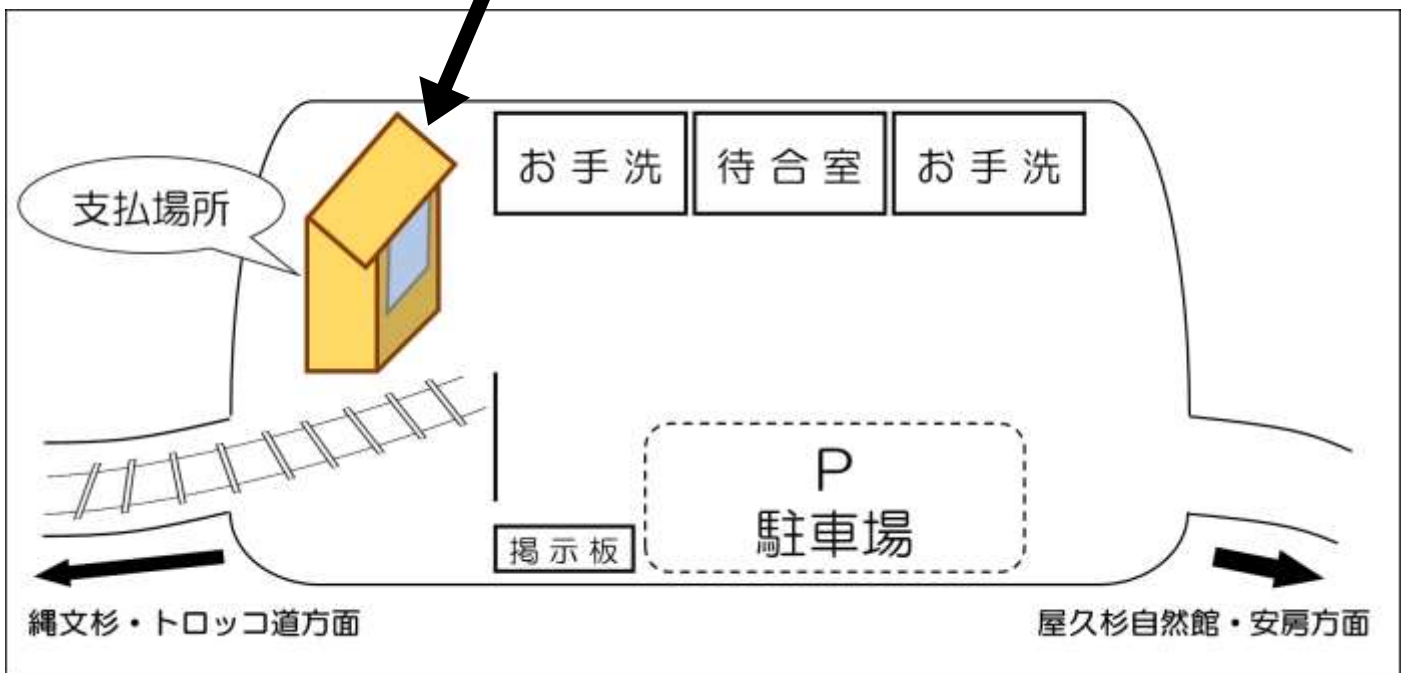 お手洗
待合室
お手洗
支払場所
P
駐車場
掲示板
縄文杉・トロッコ道方面
屋久杉自然館・安房方面